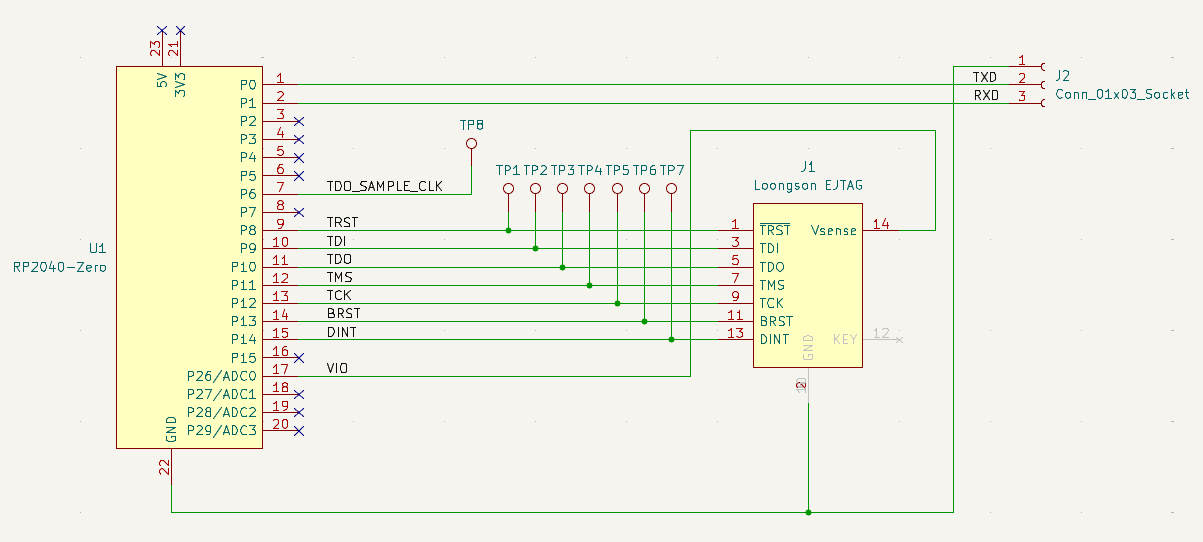 23
21
5V
3V3
P0 1
P1 2
P2 3
P3 4
P4 5
P5 6
P6 7
P7 8
P8 9
P9 10
P10 11
P11 12
P12 13
P13 14
P14 15
P15 16
P26/ADC0 17
P27/ADC1 18
P28/ADC2 19
P29/ADC3 20
GND
22
U1
RP2040-Zero
TDO_SAMPLE_CLK
TRST
TDI
TDO
TMS
TCK
BRST
DINT
VIO
TP8
TP1 TP2 TP3 TP4 TP5 TP6 TP7
J1
Loongson EJTAG
1 TRST
3 TDI
5 TDO
7 TMS
9 TCK
11 BRST
13 DINT
Vsense 14
KEY 12
GND
1
TXD 2
RXD 3
J2
Conn_01x03_Socket